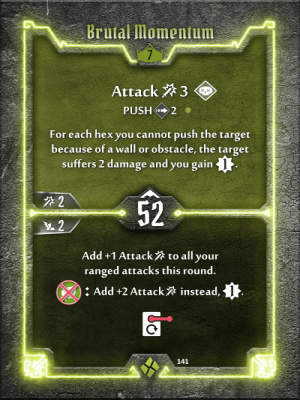 Brutal Momentum
7
Attack 3
PUSH 2
For each hex you cannot push the target
because of a wall or obstacle, the target
suffers 2 damage and you gain 1.
2
52
2
Add +1 Attack to all your
ranged attacks this round.
: Add +2 Attack instead, 1.
141